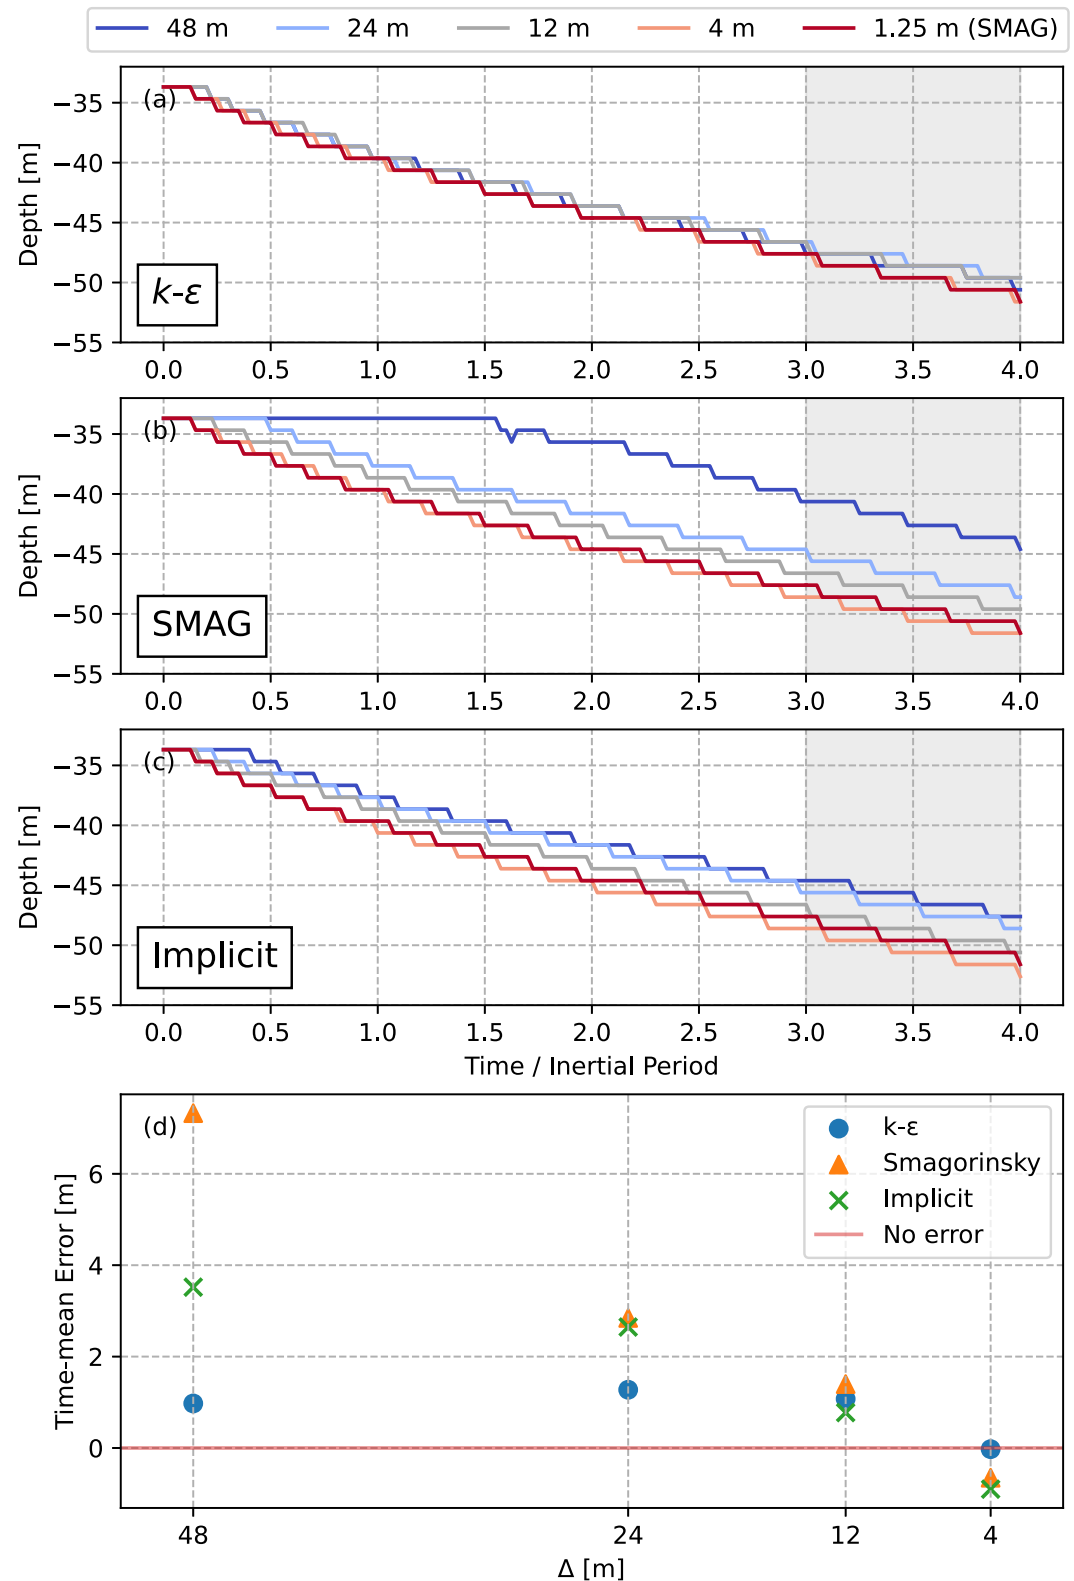 48 m 24 m 12 m 4 m 1.25 m (SMAG)
(a)
Depth [m]
−35
−40
−45
−50
−55
k-ε
0.0 0.5 1.0 1.5 2.0 2.5 3.0 3.5 4.0
(b)
Depth [m]
−35
−40
−45
−50
−55
SMAG
0.0 0.5 1.0 1.5 2.0 2.5 3.0 3.5 4.0
(c)
Depth [m]
−35
−40
−45
−50
−55
Implicit
0.0 0.5 1.0 1.5 2.0 2.5 3.0 3.5 4.0
Time / Inertial Period
(d)
Time-mean Error [m]
6
4
2
0
k-ε
Smagorinsky
Implicit
No error
48 24 12 4
Δ [m]